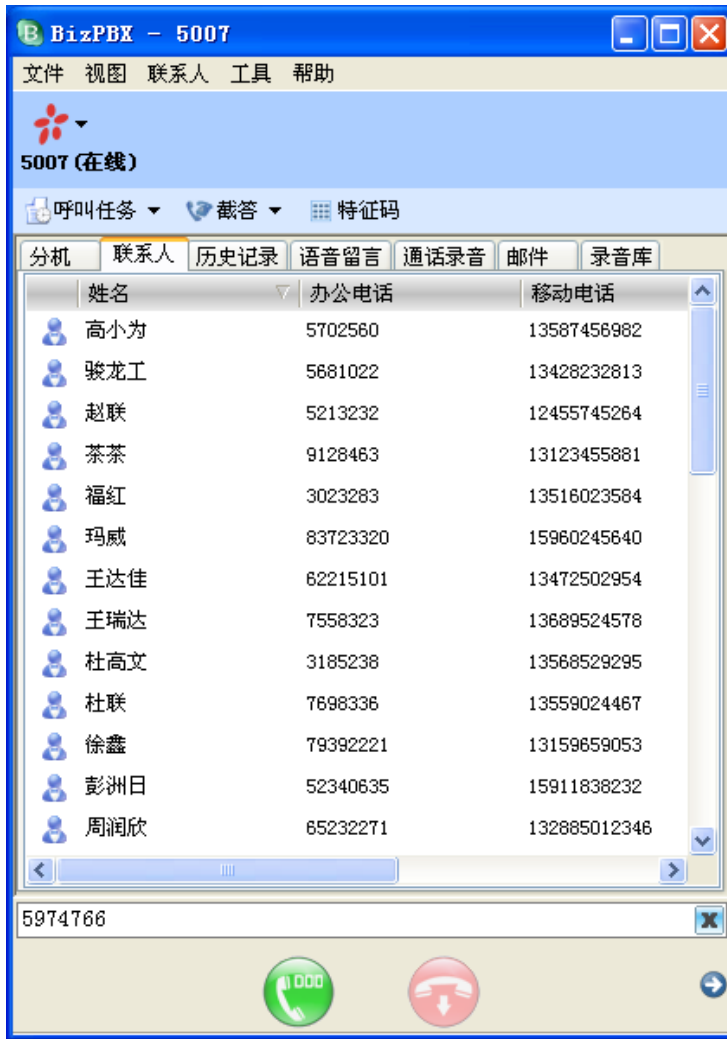 BizPBX - 5007
文件 视图 联系人 工具 帮助
5007 (在线)
呼叫任务 截答 特征码
分机 联系人 历史记录 语音留言 通话录音 邮件 录音库
姓名 办公电话 移动电话
高小为 5702560 13587456982
骏龙工 5681022 13428232813
赵联 5213232 12455745264
茶茶 9128463 13123455881
福红 3023283 13516023584
玛威 83723320 15960245640
王达佳 62215101 13472502954
王瑞达 7558323 13689524578
杜高文 3185238 13568529295
杜联 7698336 13559024467
徐鑫 79392221 13159659053
彭洲日 52340635 15911838232
周润欣 65232271 132885012346
5974766